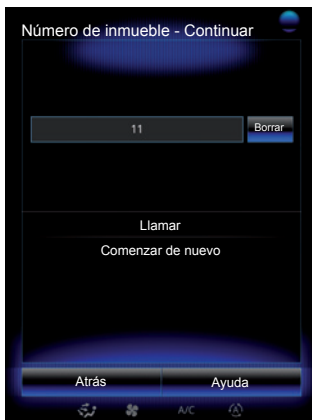 Número de inmueble - Continuar
11
Borrar
Llamar
Comenzar de nuevo
Atrás
Ayuda
A/C
A